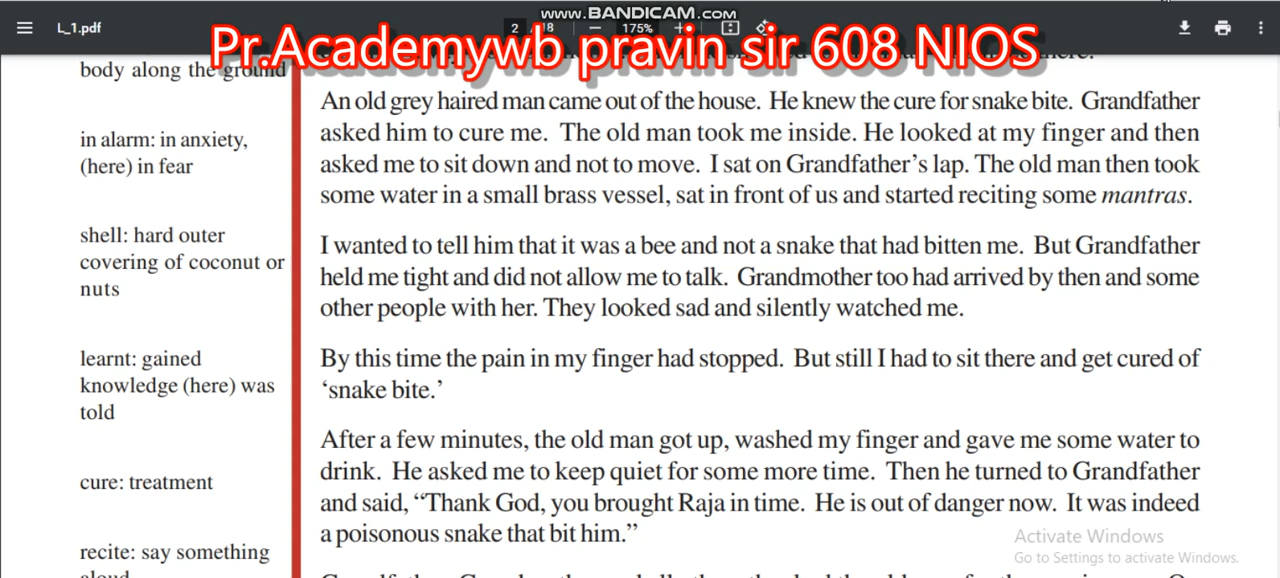 www.BANDICAM.com
L_1.pdf
2
175%
Pr.Academywb pravin sir 608 NIOS
body along the ground
in alarm: in anxiety,
(here) in fear
shell: hard outer
covering of coconut or
nuts
learnt: gained
knowledge (here) was
told
cure: treatment
recite: say something
aloud
An old grey haired man came out of the house. He knew the cure for snake bite. Grandfather
asked him to cure me. The old man took me inside. He looked at my finger and then
asked me to sit down and not to move. I sat on Grandfather's lap. The old man then took
some water in a small brass vessel, sat in front of us and started reciting some mantras.
I wanted to tell him that it was a bee and not a snake that had bitten me. But Grandfather
held me tight and did not allow me to talk. Grandmother too had arrived by then and some
other people with her. They looked sad and silently watched me.
By this time the pain in my finger had stopped. But still I had to sit there and get cured of
‘snake bite.’
After a few minutes, the old man got up, washed my finger and gave me some water to
drink. He asked me to keep quiet for some more time. Then he turned to Grandfather
and said, “Thank God, you brought Raja in time. He is out of danger now. It was indeed
a poisonous snake that bit him.”
Activate Windows
Go to Settings to activate Windows.